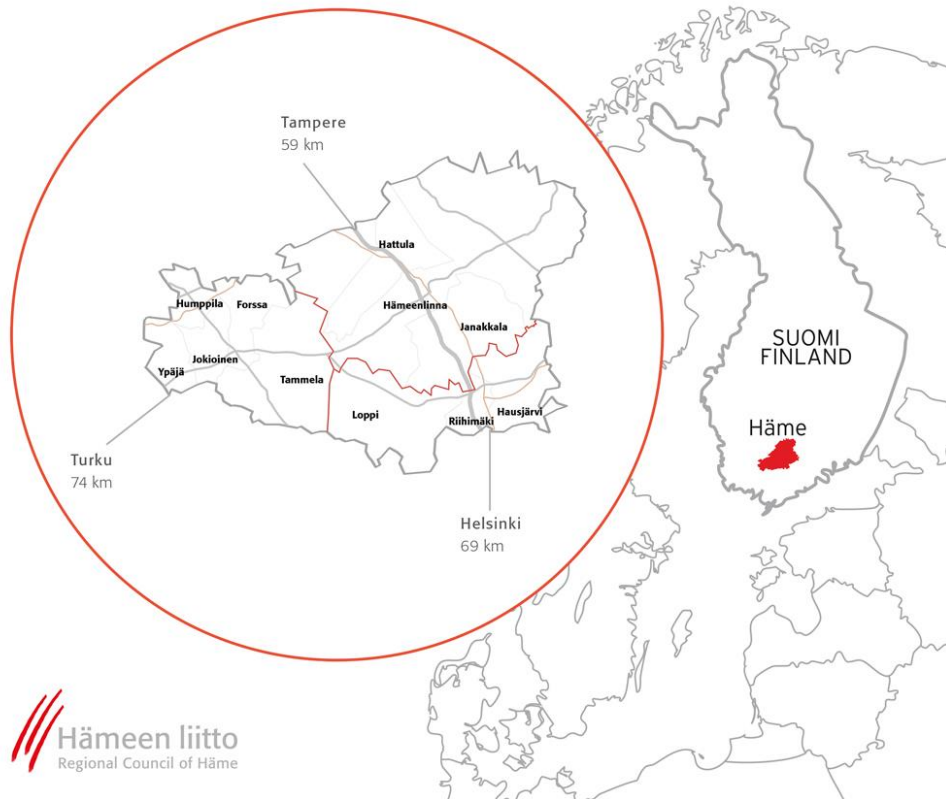 Tampere
59 km
Hattula
Humppila
Forssa
Hämeenlinna
Janakkala
Jokioinen
Ypäjä
Tammela
Loppi
Riihimäki
Hausjärvi
Turku
74 km
Helsinki
69 km
SUOMI
FINLAND
Häme
Hämeen liitto
Regional Council of Häme